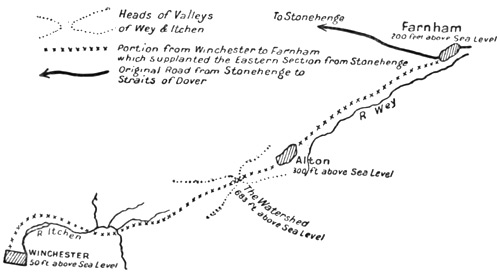 Heads of Valleys
of Wey & Itchen
Portion from Winchester to Farnham
which supplanted the Eastern Section from Stonehenge
Original Road from Stonehenge to
Straits of Dover
To Stonehenge
Farnham
200 feet above Sea Level
R Wey
Alton
300 ft above Sea Level
The Watershed
683 ft above Sea Level
R Itchen
WINCHESTER
50 ft above Sea Level